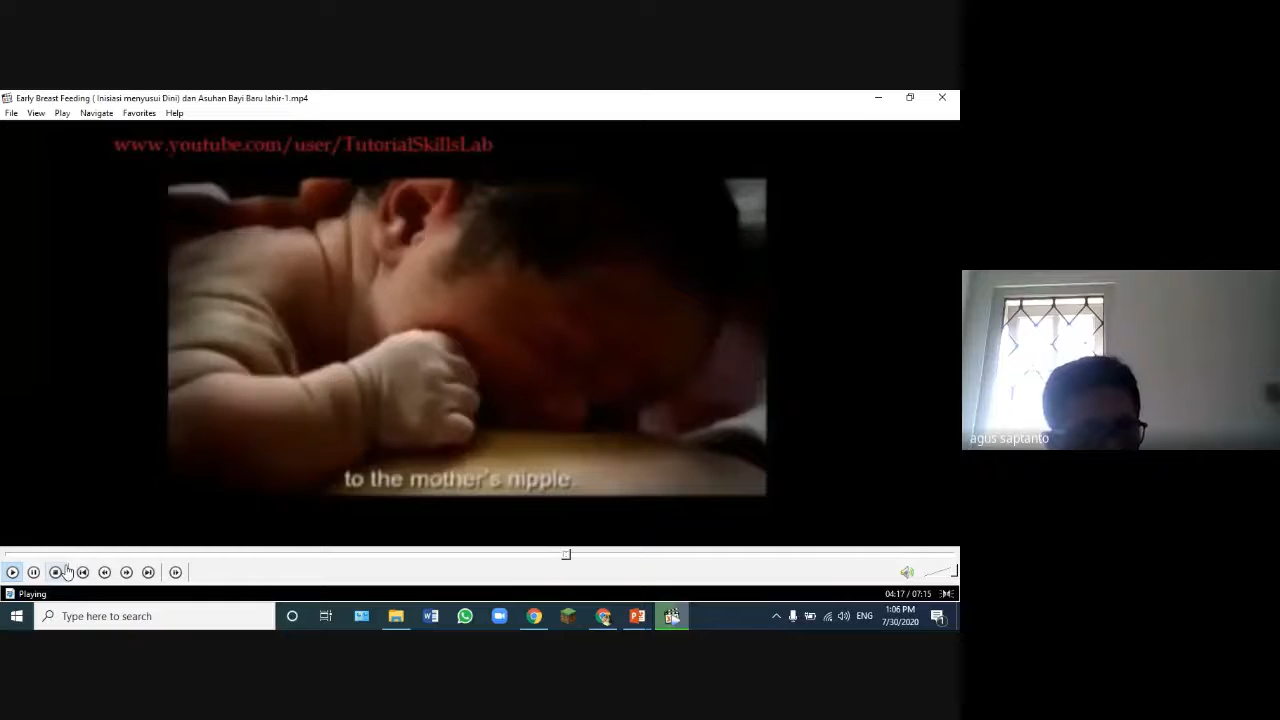 Early Breast Feeding ( Inisiasi menyusui Dini) dan Asuhan Bayi Baru lahir-1.mp4
File View Play Navigate Favorites Help
www.youtube.com/user/TutorialSkillsLab
to the mother's nipple.
agus saptanto
Playing
04:17 / 07:15
Type here to search
ENG
1:06 PM
7/30/2020